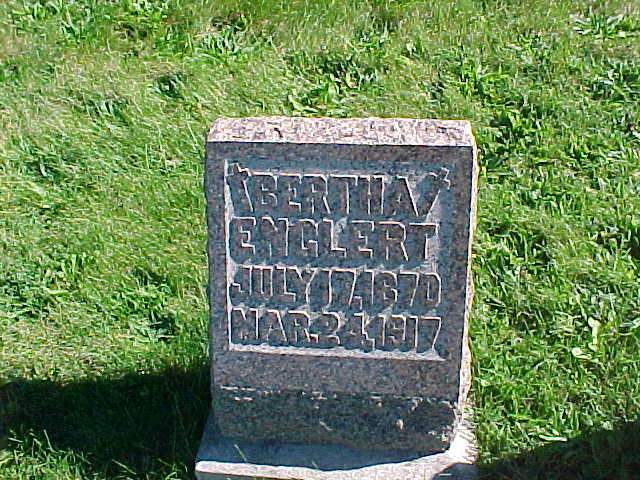 BERTHA
ENGLERT
JULY 17, 1870
MAR. 24, 1917